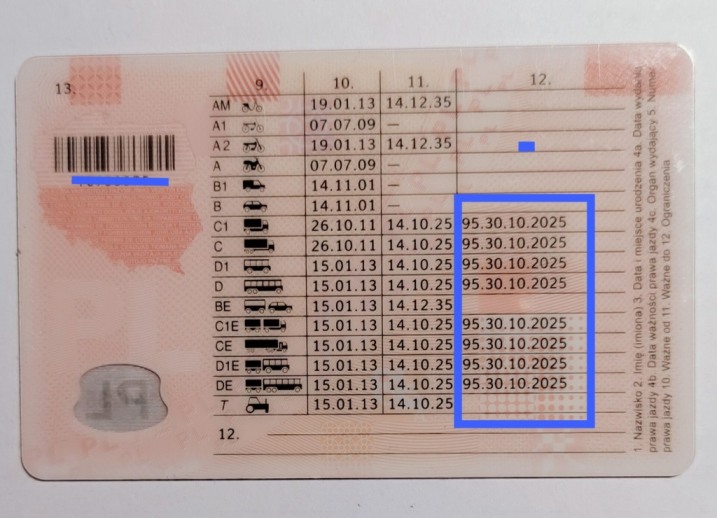 13. 9. 10. 11. 12.
AM 19.01.13 14.12.35
A1 07.07.09 —
A2 19.01.13 14.12.35
A 07.07.09 —
B1 14.11.01 —
B 14.11.01 —
C1 26.10.11 14.10.25 95.30.10.2025
C 26.10.11 14.10.25 95.30.10.2025
D1 15.01.13 14.10.25 95.30.10.2025
D 15.01.13 14.10.25 95.30.10.2025
BE 15.01.13 14.12.35
C1E 15.01.13 14.10.25 95.30.10.2025
CE 15.01.13 14.10.25 95.30.10.2025
D1E 15.01.13 14.10.25 95.30.10.2025
DE 15.01.13 14.10.25 95.30.10.2025
T 15.01.13 14.10.25
12.
PL
1. Nazwisko 2. Imię (imiona) 3. Data i miejsce urodzenia 4a. Data wydania
prawa jazdy 4b. Data ważności prawa jazdy 4c. Organ wydający 5. Numer
prawa jazdy 10. Ważne od 11. Ważne do 12. Ograniczenia